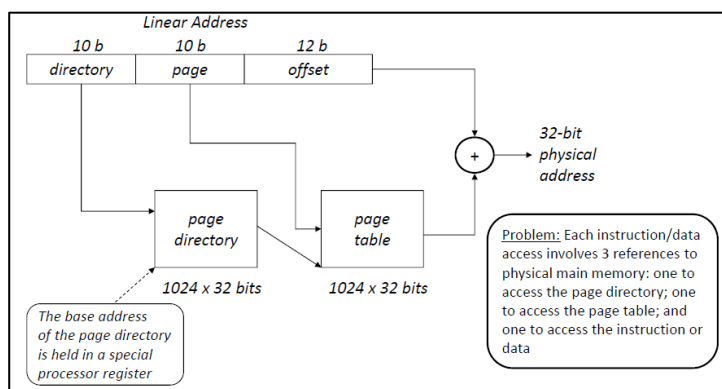 Linear Address
10 b 10 b 12 b
directory page offset
+
32-bit
physical
address
page
directory
page
table
1024 x 32 bits 1024 x 32 bits
The base address
of the page directory
is held in a special
processor register
Problem: Each instruction/data
access involves 3 references to
physical main memory: one to
access the page directory; one
to access the page table; and
one to access the instruction or
data